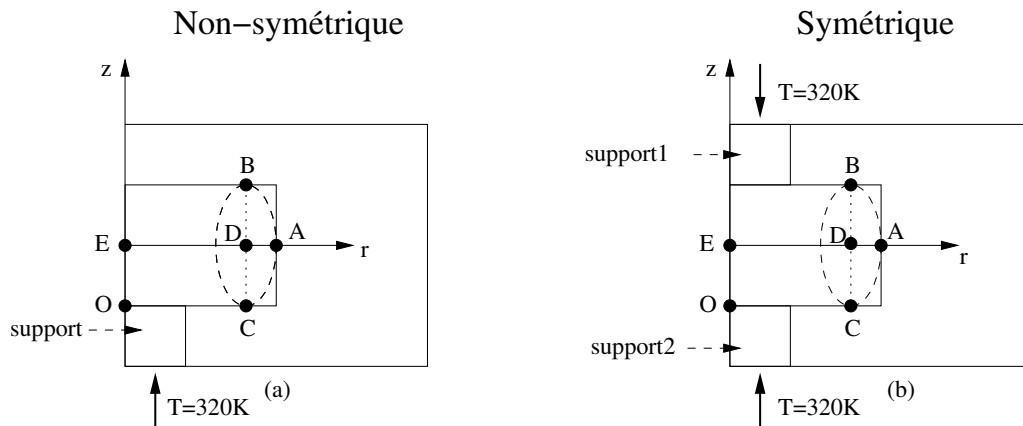 Non−symétrique
z
B
E
D
A
r
O
C
support
(a)
T=320K
Symétrique
z
T=320K
support1
B
E
D
A
r
O
C
support2
(b)
T=320K